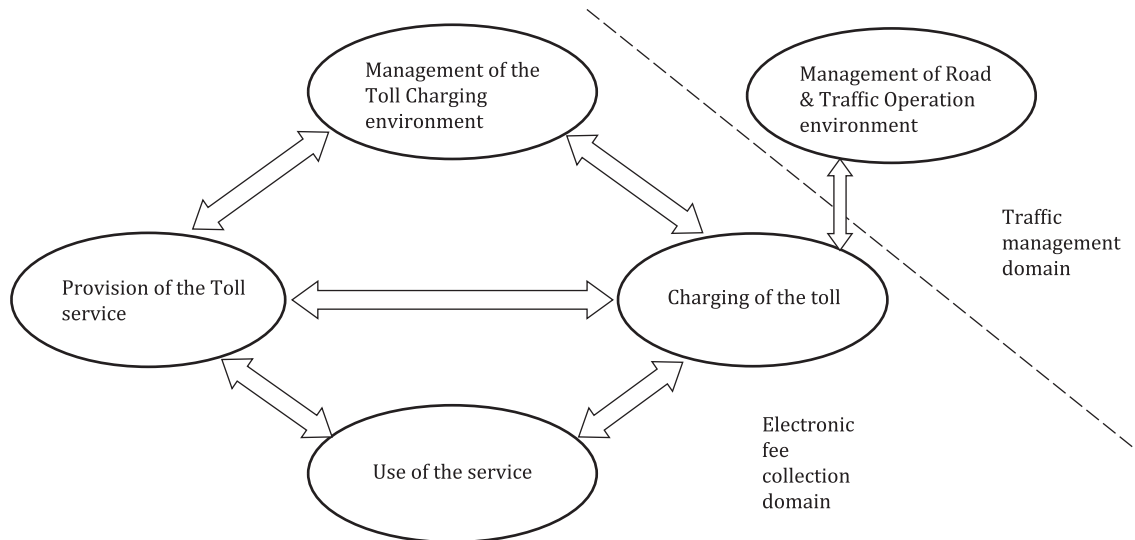 Management of the
Toll Charging
environment
Management of Road
& Traffic Operation
environment
Traffic
management
domain
Provision of the Toll
service
Charging of the toll
Electronic
fee
collection
domain
Use of the service